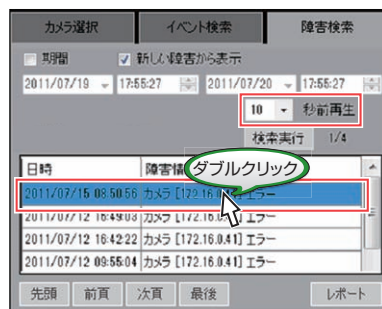 カメラ選択 イベント検索 障害検索
期間 新しい障害から表示
2011/07/19 17:55:27 2011/07/20 17:55:27
10 秒前再生
検索実行 1/4
日時 障害情
ダブルクリック
2011/07/15 08:50:56 カメラ [172.16.0.41] エラー
2011/07/12 16:49:03 カメラ [172.16.0.41] エラー
2011/07/12 16:42:22 カメラ [172.16.0.41] エラー
2011/07/12 09:55:04 カメラ [172.16.0.41] エラー
先頭 前頁 次頁 最後 レポート